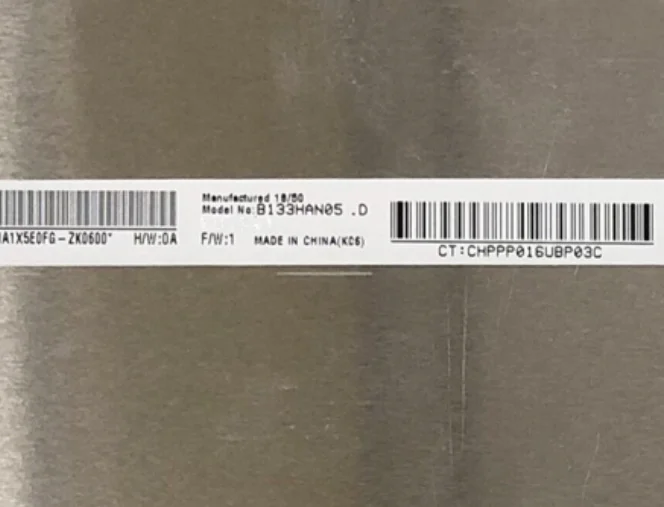 Manufactured 18/50
Model No:B133HAN05 .D
A1X5E0FG-ZK0600" H/W:0A F/W:1 MADE IN CHINA(KC6)
CT:CHPPP016UBP03C